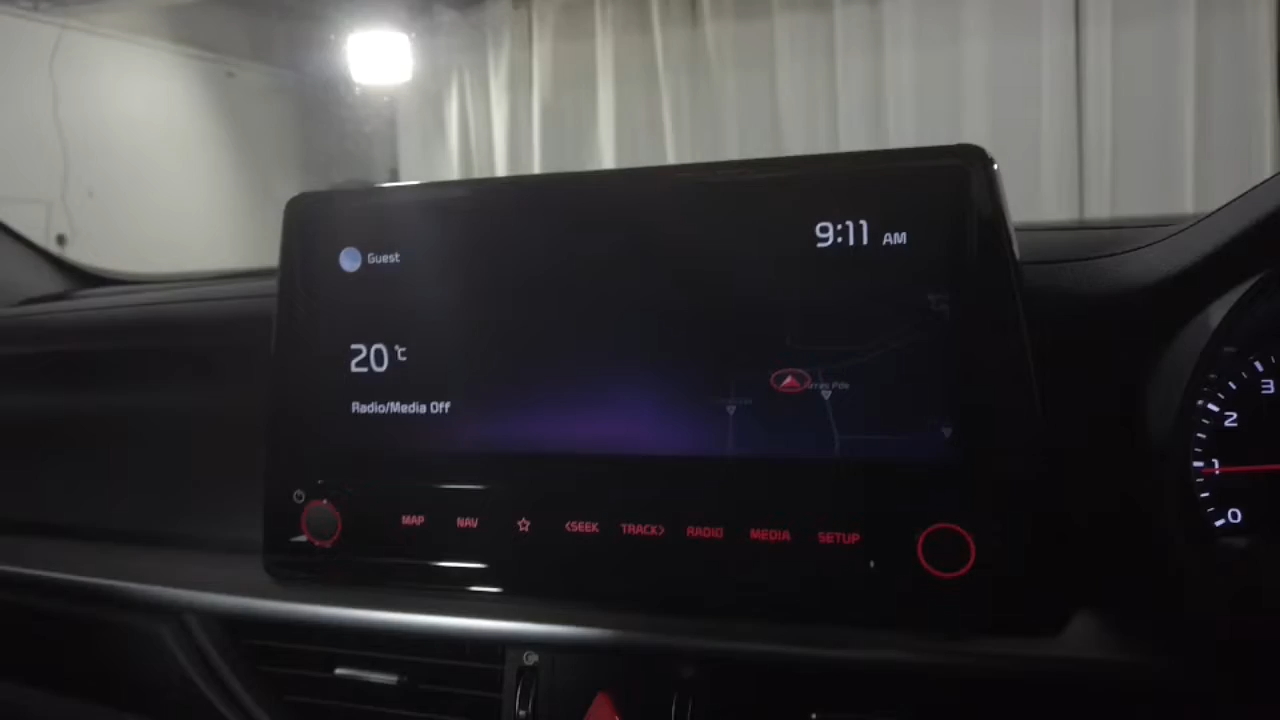 9:11 AM
Guest
20 °C
Radio/Media Off
MAP
NAV
<SEEK
TRACK>
RADIO
MEDIA
SETUP
3
2
1
0